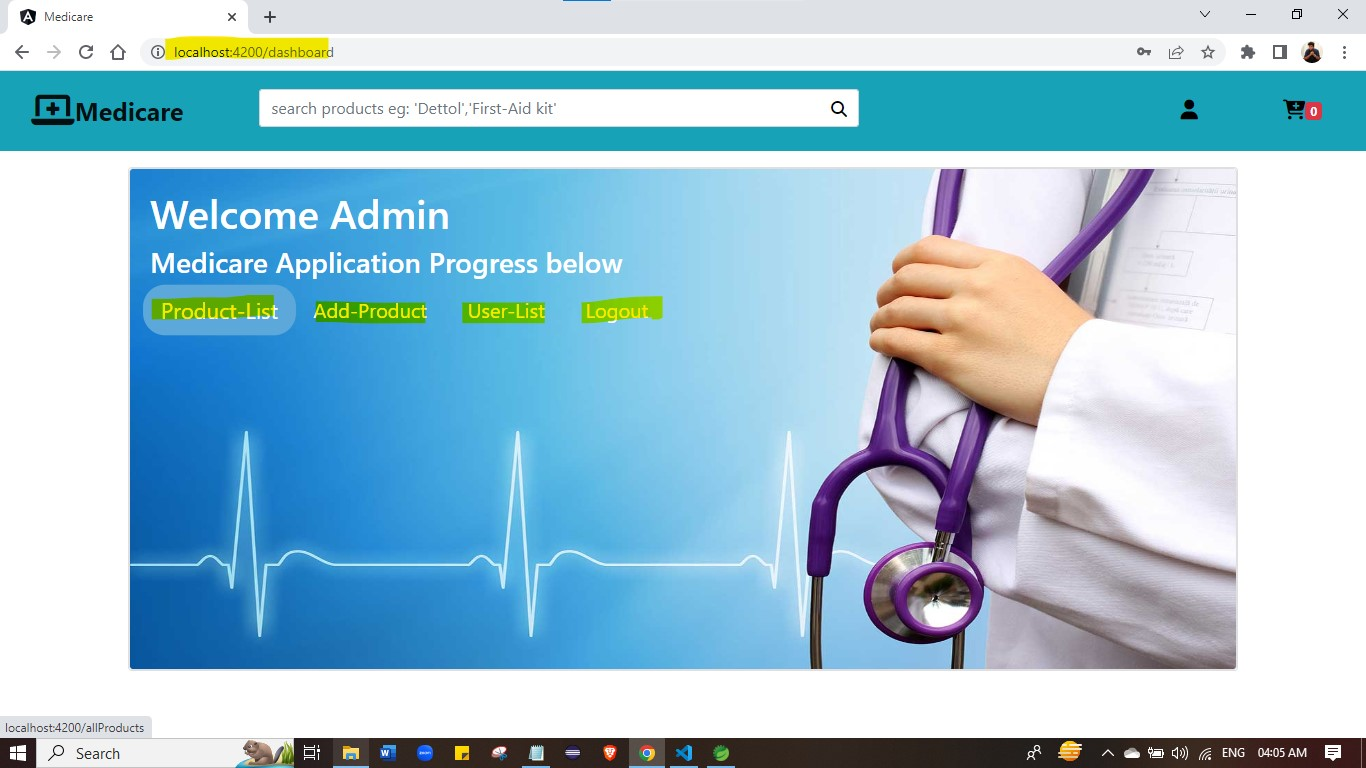 Medicare
localhost:4200/dashboard
Medicare
search products eg: 'Dettol','First-Aid kit'
0
Welcome Admin
Medicare Application Progress below
Product-List Add-Product User-List Logout
localhost:4200/allProducts
Search
ENG 04:05 AM